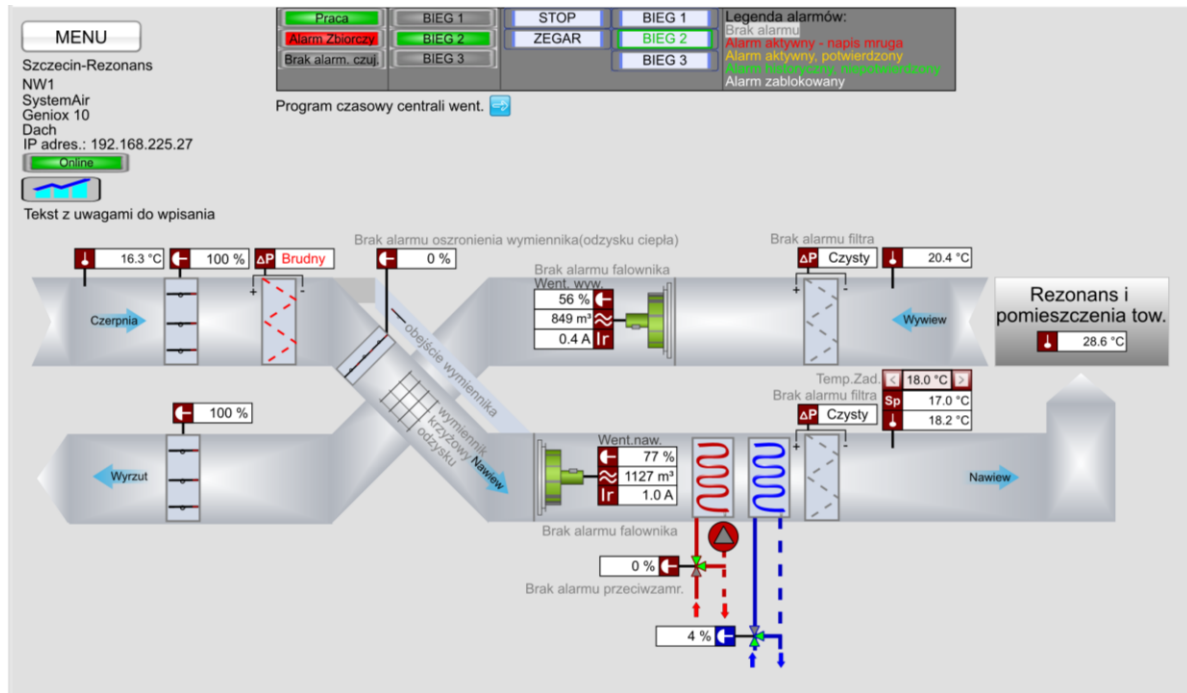 MENU
Szczecin-Rezonans
NW1
SystemAir
Geniox 10
Dach
IP adres.: 192.168.225.27
Online
Tekst z uwagami do wpisania
Praca
Alarm Zbiorczy
Brak alarm. czuj.
BIEG 1
BIEG 2
BIEG 3
STOP
ZEGAR
BIEG 1
BIEG 2
BIEG 3
Legenda alarmów:
Brak alarmu
Alarm aktywny - napis mruga
Alarm aktywny, potwierdzony
Alarm historyczny, niepotwierdzony
Alarm zablokowany
Program czasowy centrali went.
16.3 °C
100 %
ΔP Brudny
+ -
Czerpnia
Brak alarmu oszronienia wymiennika(odzysku ciepła)
0 %
obejście wymiennika
wymiennik
krzyżowy
odzysku
Nawiew
Brak alarmu falownika
Went. wyw.
56 %
849 m³
Ir 0.4 A
Brak alarmu filtra
ΔP Czysty
+ -
20.4 °C
Wywiew
Rezonans i
pomieszczenia tow.
28.6 °C
100 %
Wyrzut
Went.naw.
77 %
1127 m³
Ir 1.0 A
Brak alarmu falownika
0 %
Brak alarmu przeciwzamr.
4 %
Temp.Zad. < 18.0 °C >
Brak alarmu filtra
Sp 17.0 °C
ΔP Czysty
18.2 °C
+ -
Nawiew